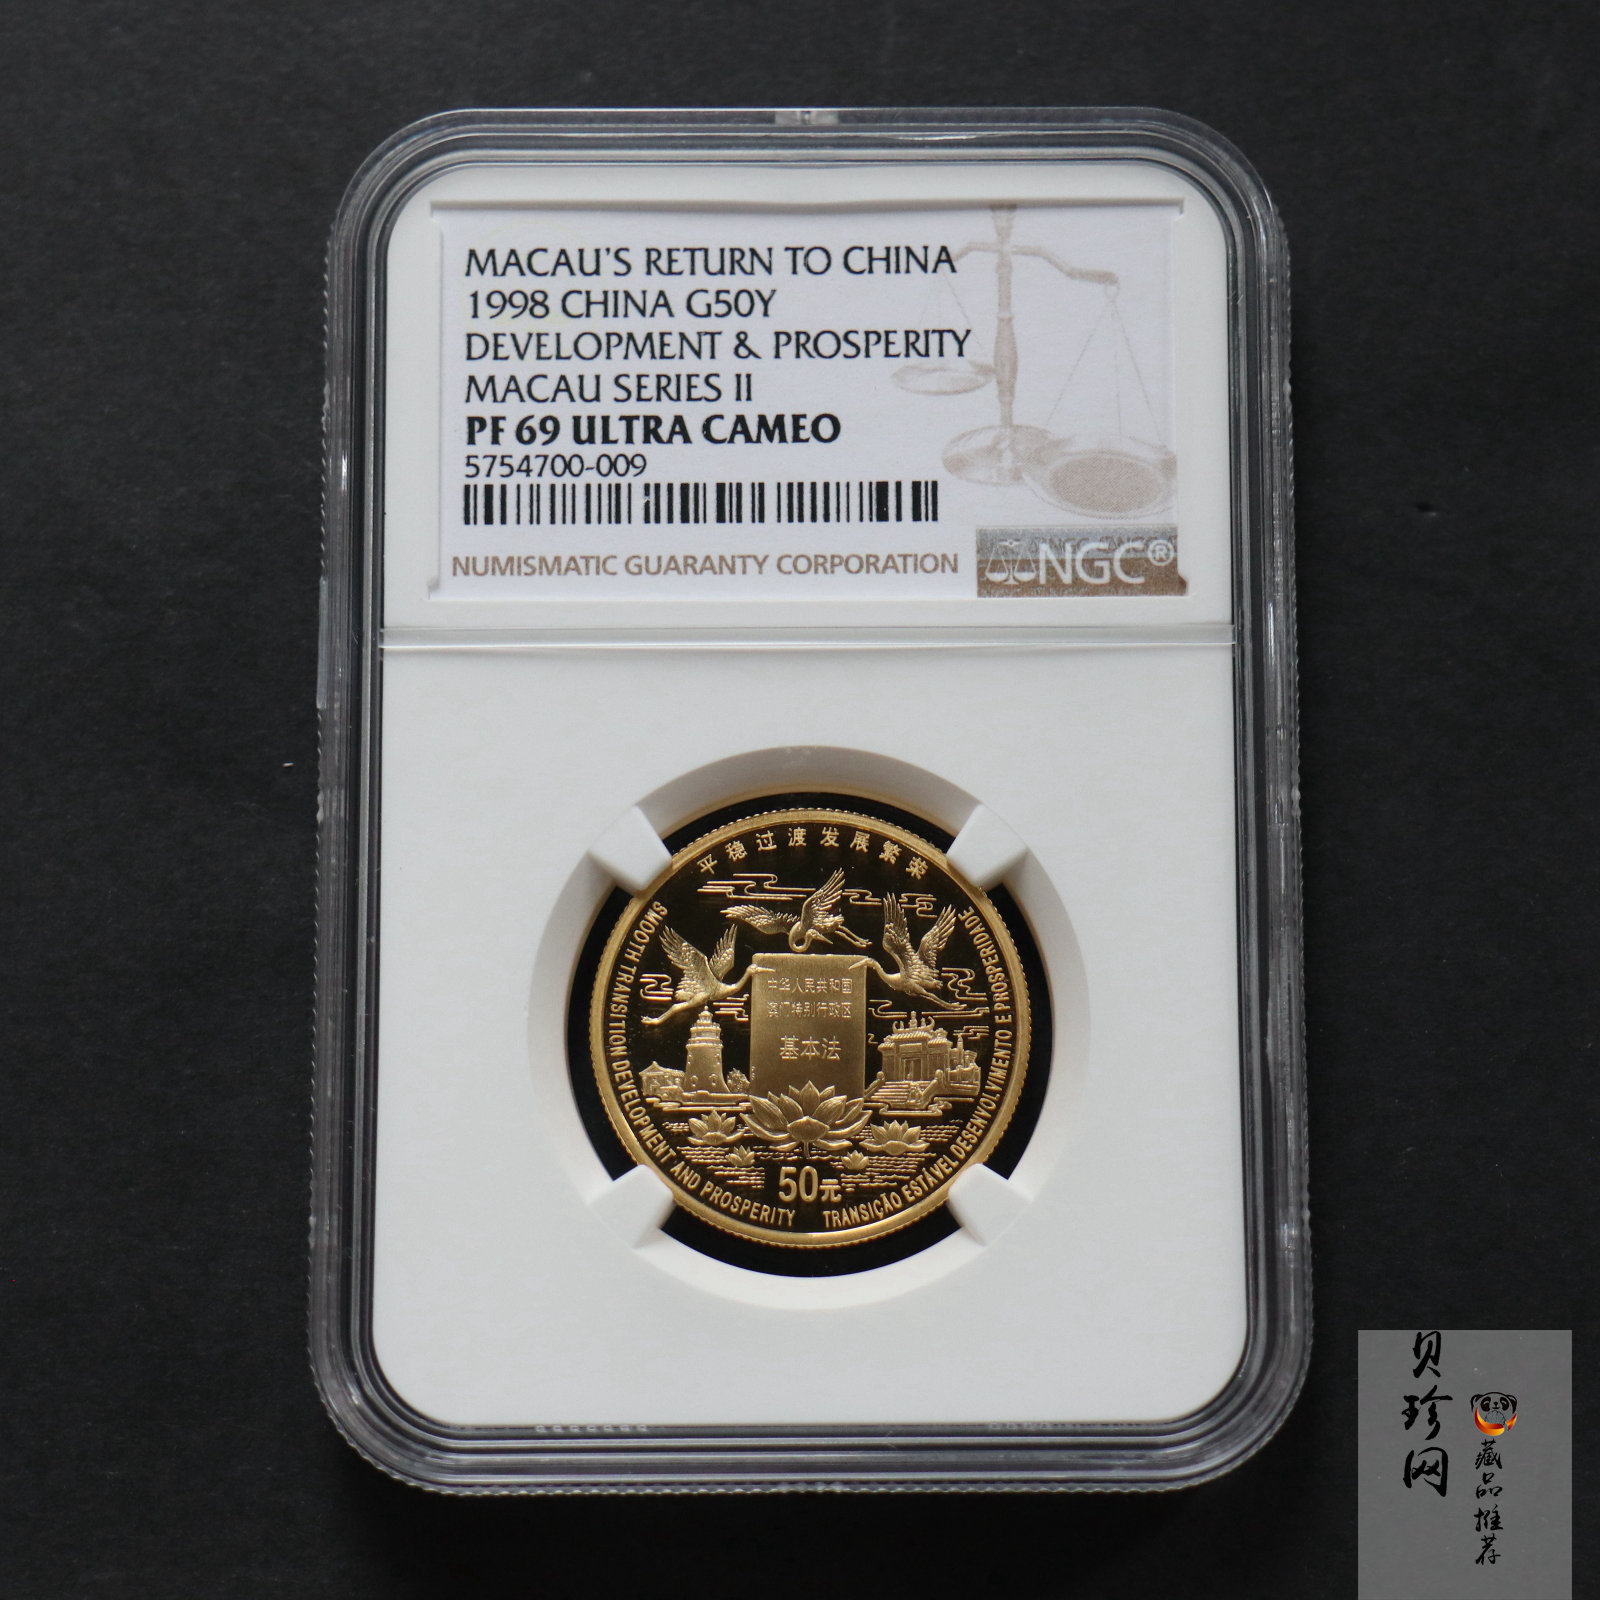 MACAU'S RETURN TO CHINA
1998 CHINA G50Y
DEVELOPMENT & PROSPERITY
MACAU SERIES II
PF 69 ULTRA CAMEO
5754700-009
NUMISMATIC GUARANTY CORPORATION
NGC®
平稳过渡发展繁荣
SMOOTH TRANSITION DEVELOPMENT AND PROSPERITY
TRANSIÇÃO ESTÁVEL DESENVOLVIMENTO E PROSPERIDADE
中华人民共和国
澳门特别行政区
基本法
50元
贝珍网
藏品推荐